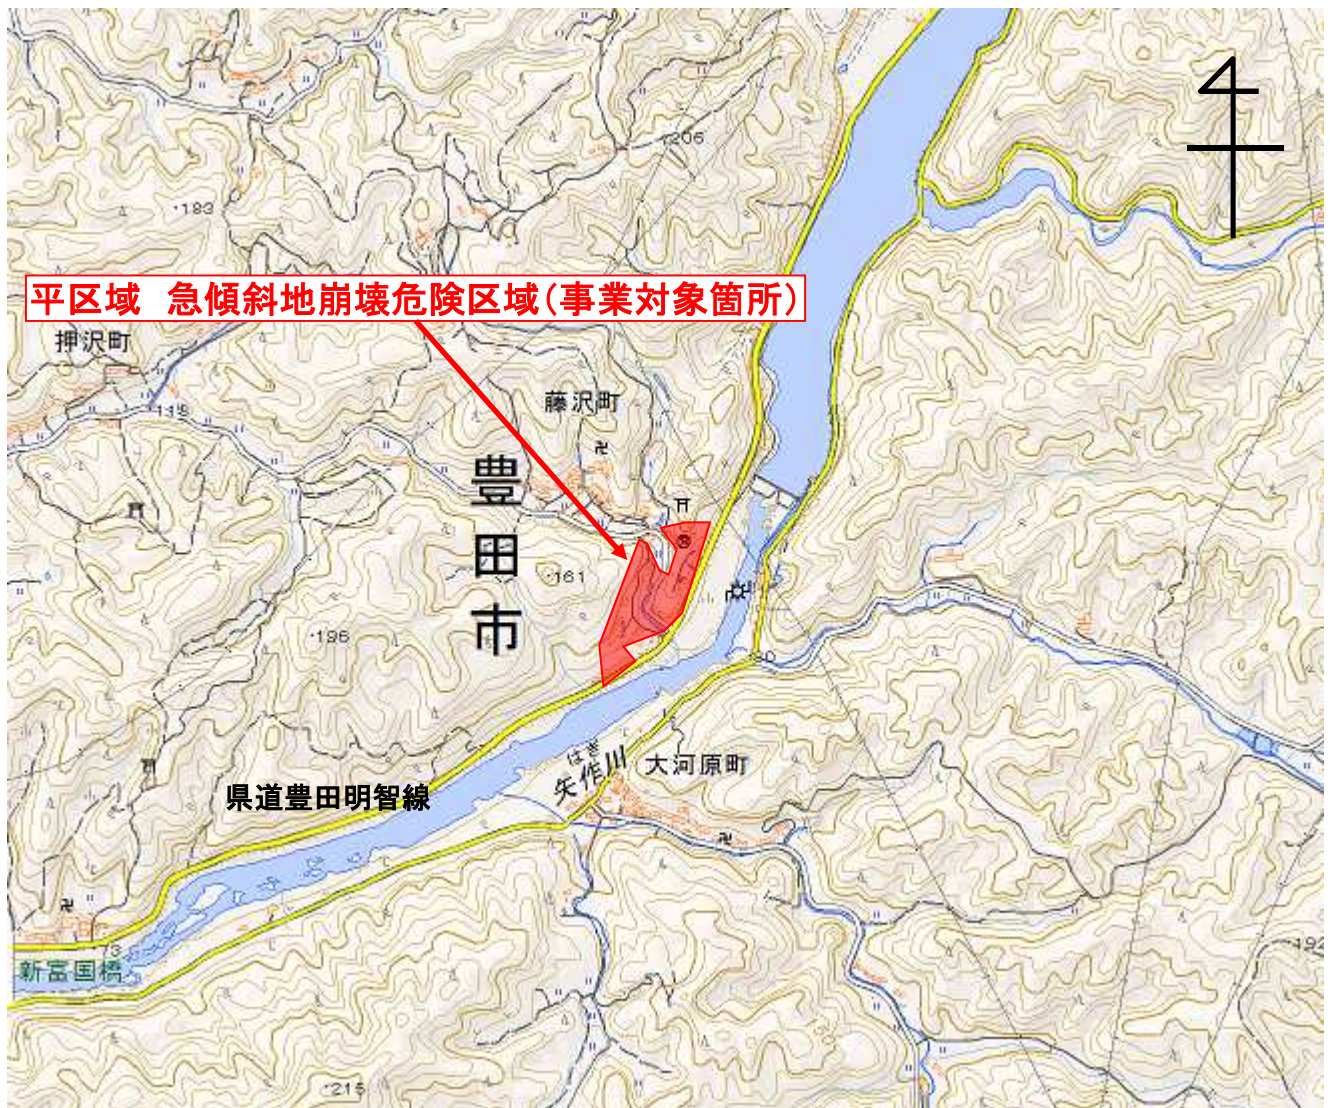 206
183
平区域 急傾斜地崩壊危険区域(事業対象箇所)
押沢町
119
藤沢町
豊田市
161
196
はぎ
矢作川
大河原町
県道豊田明智線
新富国橋
73
192
215